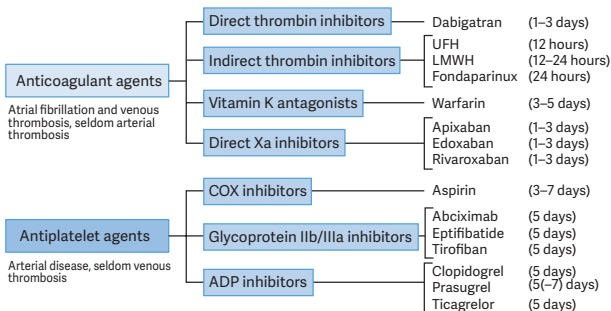 Direct thrombin inhibitors
Dabigatran (1–3 days)
Indirect thrombin inhibitors
UFH (12 hours)
LMWH (12–24 hours)
Fondaparinux (24 hours)
Anticoagulant agents
Atrial fibrillation and venous
thrombosis, seldom arterial
thrombosis
Vitamin K antagonists
Warfarin (3–5 days)
Direct Xa inhibitors
Apixaban (1–3 days)
Edoxaban (1–3 days)
Rivaroxaban (1–3 days)
COX inhibitors
Aspirin (3–7 days)
Antiplatelet agents
Arterial disease, seldom venous
thrombosis
Glycoprotein IIb/IIIa inhibitors
Abciximab (5 days)
Eptifibatide (5 days)
Tirofiban (5 days)
ADP inhibitors
Clopidogrel (5 days)
Prasugrel (5(–7) days)
Ticagrelor (5 days)